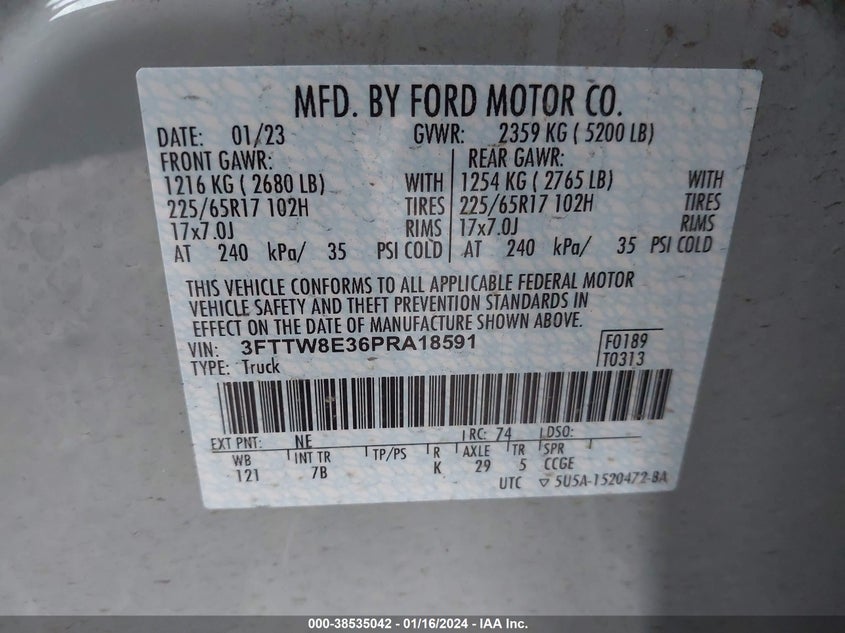 MFD. BY FORD MOTOR CO.
DATE: 01/23 GVWR: 2359 KG ( 5200 LB)
FRONT GAWR: REAR GAWR:
1216 KG ( 2680 LB) WITH 1254 KG ( 2765 LB) WITH
225/65R17 102H TIRES 225/65R17 102H TIRES
17x7.0J RIMS 17x7.0J RIMS
AT 240 kPa/ 35 PSI COLD AT 240 kPa/ 35 PSI COLD
THIS VEHICLE CONFORMS TO ALL APPLICABLE FEDERAL MOTOR
VEHICLE SAFETY AND THEFT PREVENTION STANDARDS IN
EFFECT ON THE DATE OF MANUFACTURE SHOWN ABOVE.
VIN: 3FTTW8E36PRA18591 F0189
TYPE: Truck T0313
EXT PNT: NE RC: 74 DSO:
WB INT TR TP/PS R AXLE TR SPR
121 7B K 29 5 CCGE
UTC ▽ 5U5A-1520472-BA
000-38535042 - 01/16/2024 - IAA Inc.